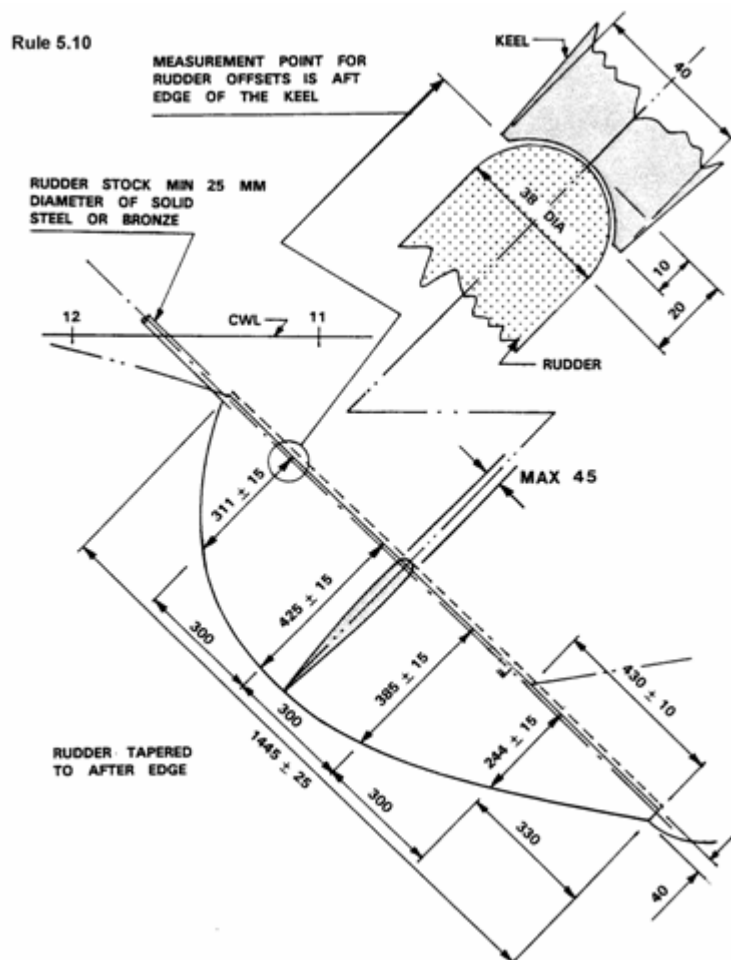 Rule 5.10
MEASUREMENT POINT FOR
RUDDER OFFSETS IS AFT
EDGE OF THE KEEL
KEEL
40
RUDDER STOCK MIN 25 MM
DIAMETER OF SOLID
STEEL OR BRONZE
38 DIA
10
20
12
CWL
11
RUDDER
311 ± 15
MAX 45
425 ± 15
300
385 ± 15
430 ± 10
300
244 ± 15
1445 ± 25
RUDDER TAPERED
TO AFTER EDGE
300
330
40